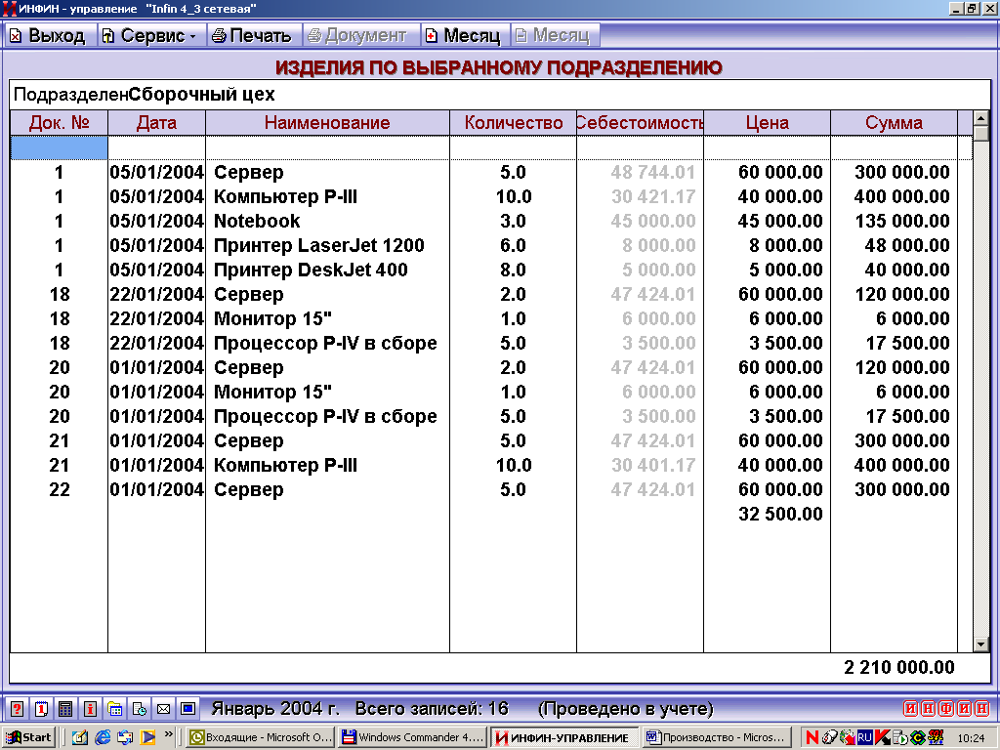 ИНФИН - управление "Infin 4_3 сетевая"
Выход Сервис Печать Документ Месяц Месяц
ИЗДЕЛИЯ ПО ВЫБРАННОМУ ПОДРАЗДЕЛЕНИЮ
Подразделен Сборочный цех
Док. № Дата Наименование Количество Себестоимость Цена Сумма
1 05/01/2004 Сервер 5.0 48 744.01 60 000.00 300 000.00
1 05/01/2004 Компьютер P-III 10.0 30 421.17 40 000.00 400 000.00
1 05/01/2004 Notebook 3.0 45 000.00 45 000.00 135 000.00
1 05/01/2004 Принтер LaserJet 1200 6.0 8 000.00 8 000.00 48 000.00
1 05/01/2004 Принтер DeskJet 400 8.0 5 000.00 5 000.00 40 000.00
18 22/01/2004 Сервер 2.0 47 424.01 60 000.00 120 000.00
18 22/01/2004 Монитор 15" 1.0 6 000.00 6 000.00 6 000.00
18 22/01/2004 Процессор P-IV в сборе 5.0 3 500.00 3 500.00 17 500.00
20 01/01/2004 Сервер 2.0 47 424.01 60 000.00 120 000.00
20 01/01/2004 Монитор 15" 1.0 6 000.00 6 000.00 6 000.00
20 01/01/2004 Процессор P-IV в сборе 5.0 3 500.00 3 500.00 17 500.00
21 01/01/2004 Сервер 5.0 47 424.01 60 000.00 300 000.00
21 01/01/2004 Компьютер P-III 10.0 30 401.17 40 000.00 400 000.00
22 01/01/2004 Сервер 5.0 47 424.01 60 000.00 300 000.00
32 500.00
2 210 000.00
Январь 2004 г. Всего записей: 16 (Проведено в учете) ИНФИН
Start » Входящие - Microsoft O... Windows Commander 4.... ИНФИН-УПРАВЛЕНИЕ Производство - Micros... RU 10:24